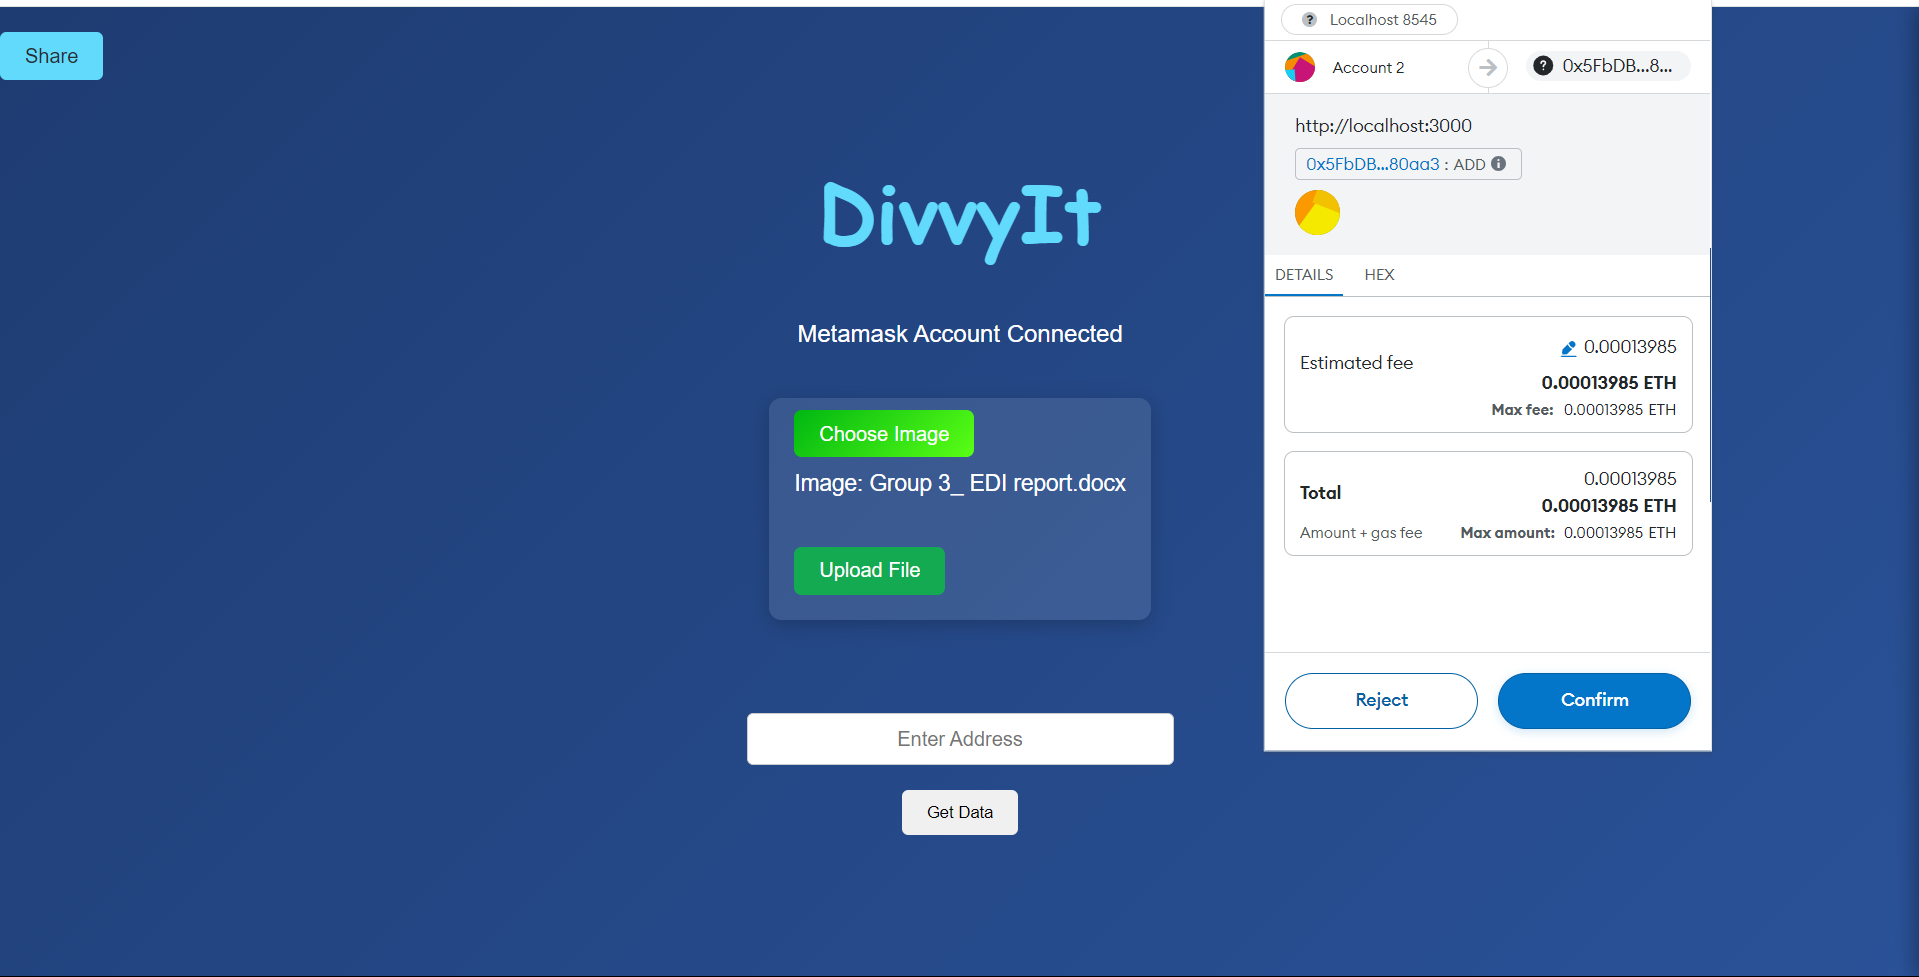 Share
DivvyIt
Metamask Account Connected
Choose Image
Image: Group 3_ EDI report.docx
Upload File
Enter Address
Get Data
? Localhost 8545
Account 2
? 0x5FbDB...8...
http://localhost:3000
0x5FbDB...80aa3 : ADD
DETAILS HEX
Estimated fee
0.00013985
0.00013985 ETH
Max fee: 0.00013985 ETH
Total
0.00013985
0.00013985 ETH
Amount + gas fee Max amount: 0.00013985 ETH
Reject Confirm